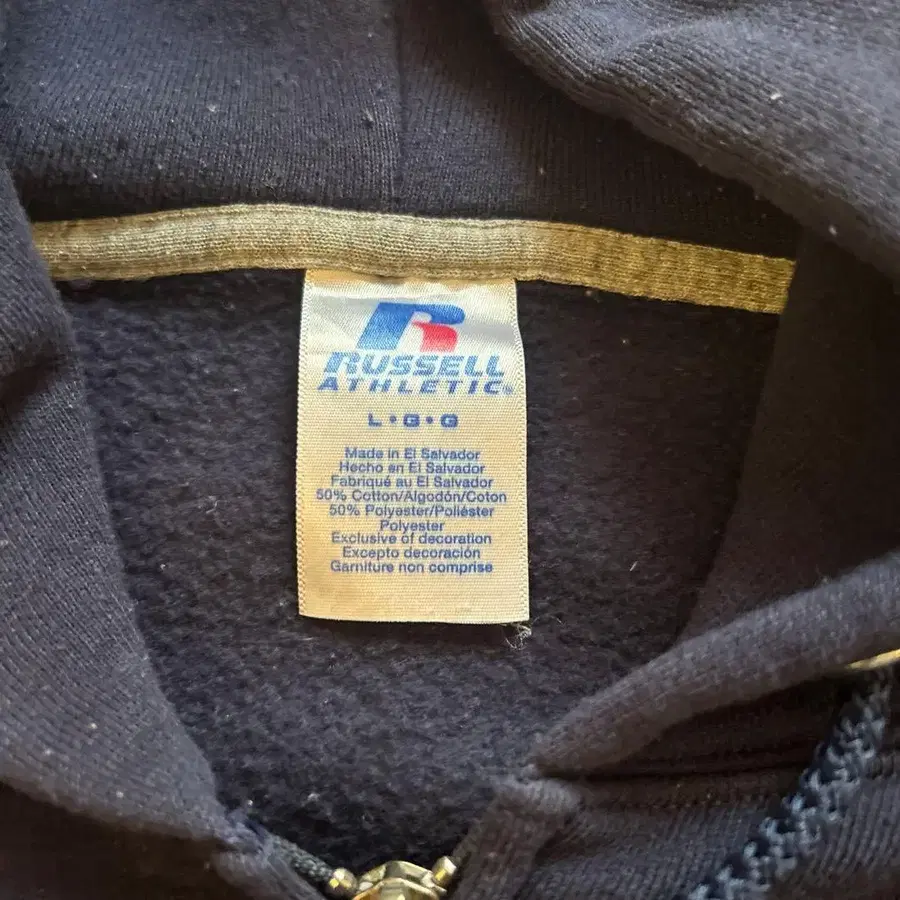 RUSSELL
ATHLETIC®
L • G • G
Made in El Salvador
Hecho en El Salvador
Fabriqué au El Salvador
50% Cotton/Algodón/Coton
50% Polyester/Poliéster
Polyester
Exclusive of decoration
Excepto decoración
Garniture non comprise